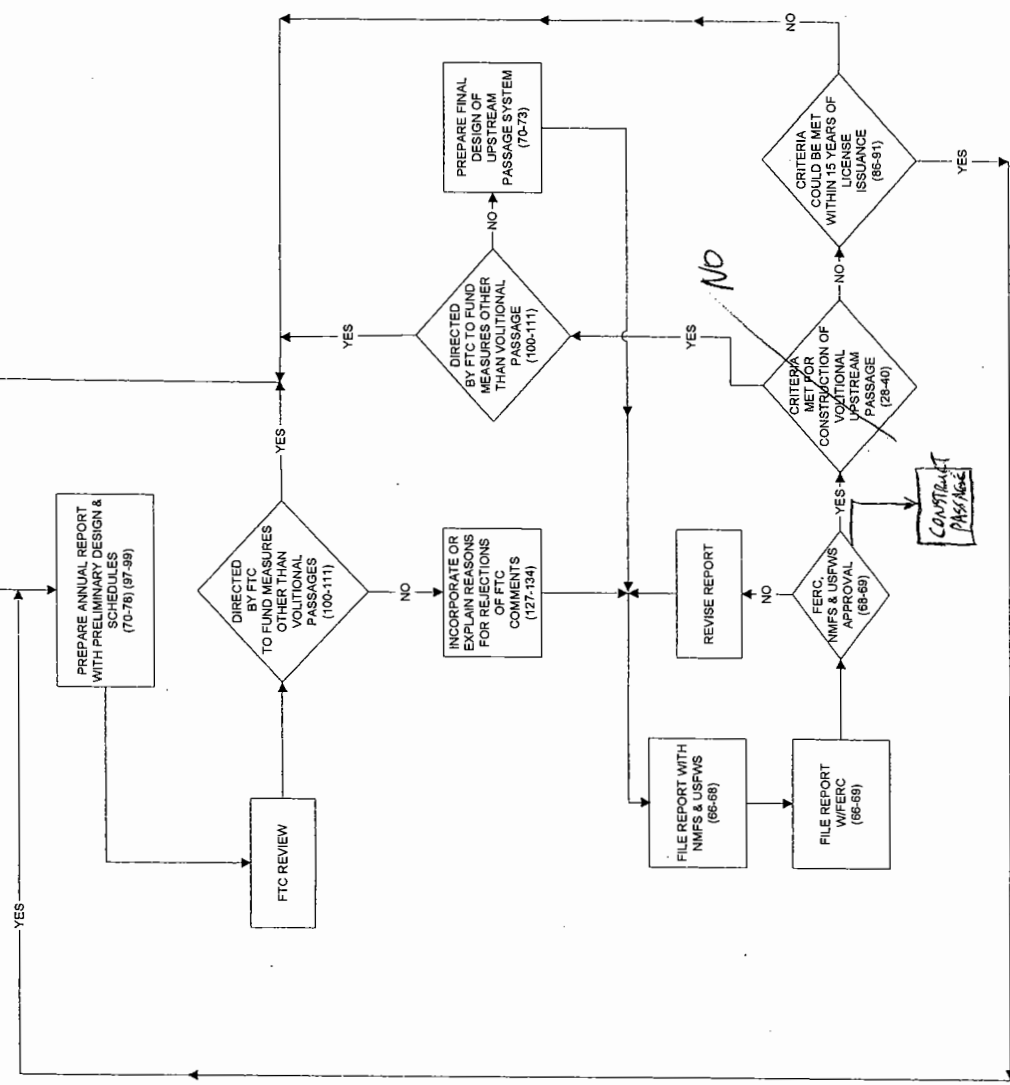 YES
PREPARE ANNUAL REPORT
WITH PRELIMINARY DESIGN &
SCHEDULES
(70-78) (97-99)
FTC REVIEW
DIRECTED
BY FTC
TO FUND MEASURES
OTHER THAN
VOLITIONAL
PASSAGES
(100-111)
YES
NO
INCORPORATE OR
EXPLAIN REASONS
FOR REJECTIONS
OF FTC
COMMENTS
(127-134)
FILE REPORT WITH
NMFS & USFWS
(66-68)
FILE REPORT
W/FERC
(66-69)
FERC,
NMFS & USFWS
APPROVAL
(68-69)
NO
REVISE REPORT
YES
CONSTRUCT
PASSAGE
CRITERIA
MET FOR
CONSTRUCTION OF
VOLITIONAL
UPSTREAM
PASSAGE
(28-40)
NO
YES
DIRECTED
BY FTC TO FUND
MEASURES OTHER
THAN VOLITIONAL
PASSAGE
(100-111)
YES
NO
PREPARE FINAL
DESIGN OF
UPSTREAM
PASSAGE SYSTEM
(70-73)
NO
CRITERIA
COULD BE MET
WITHIN 15 YEARS OF
LICENSE
ISSUANCE
(86-91)
NO
YES